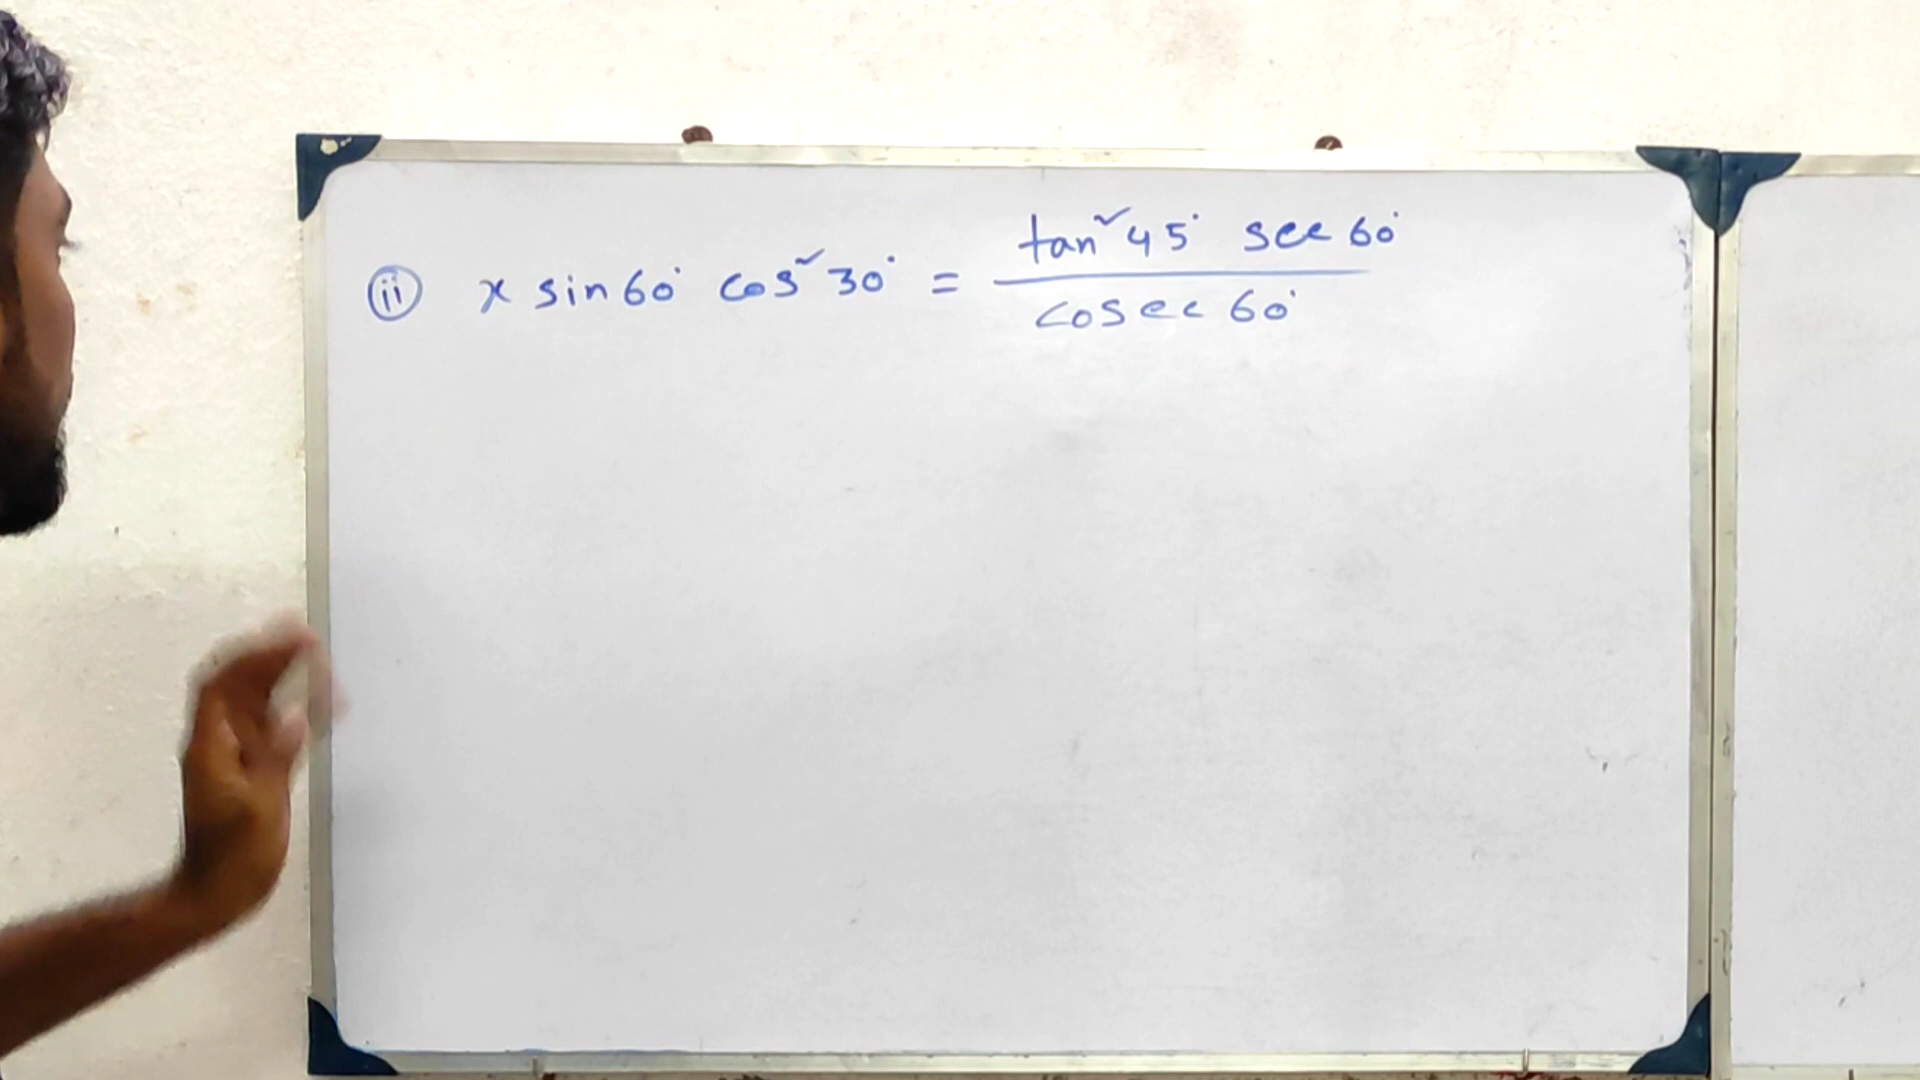 ii x sin 60° cos² 30° = tan² 45° sec 60° / cosec 60°